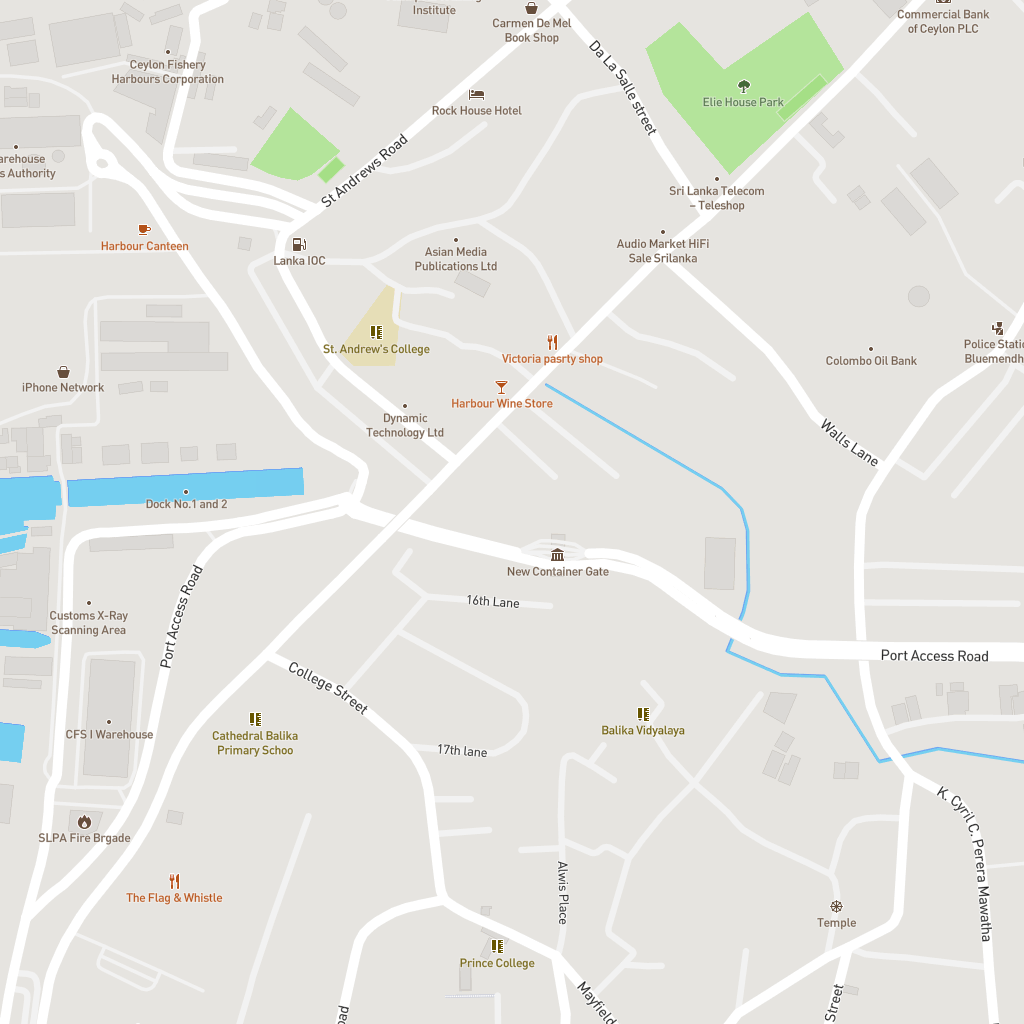 Institute
Carmen De Mel
Book Shop
Commercial Bank
of Ceylon PLC
Da La Salle street
Ceylon Fishery
Harbours Corporation
Elie House Park
Rock House Hotel
St Andrews Road
arehouse
s Authority
Sri Lanka Telecom
– Teleshop
Harbour Canteen
Lanka IOC
Asian Media
Publications Ltd
Audio Market HiFi
Sale Srilanka
St. Andrew's College
Victoria pasrty shop
Colombo Oil Bank
Police Statio
Bluemendh
iPhone Network
Harbour Wine Store
Dynamic
Technology Ltd
Walls Lane
Dock No.1 and 2
New Container Gate
16th Lane
Customs X-Ray
Scanning Area
Port Access Road
Port Access Road
College Street
CFS I Warehouse
Cathedral Balika
Primary Schoo
17th lane
Balika Vidyalaya
K. Cyril C. Perera Mawatha
SLPA Fire Brgade
The Flag & Whistle
Alwis Place
Temple
Prince College
Mayfield
oad
Street